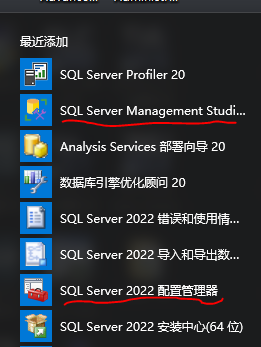 最近添加
SQL Server Profiler 20
SQL Server Management Studi...
Analysis Services 部署向导 20
数据库引擎优化顾问 20
SQL Server 2022 错误和使用情...
SQL Server 2022 导入和导出数...
SQL Server 2022 配置管理器
SQL Server 2022 安装中心(64 位)